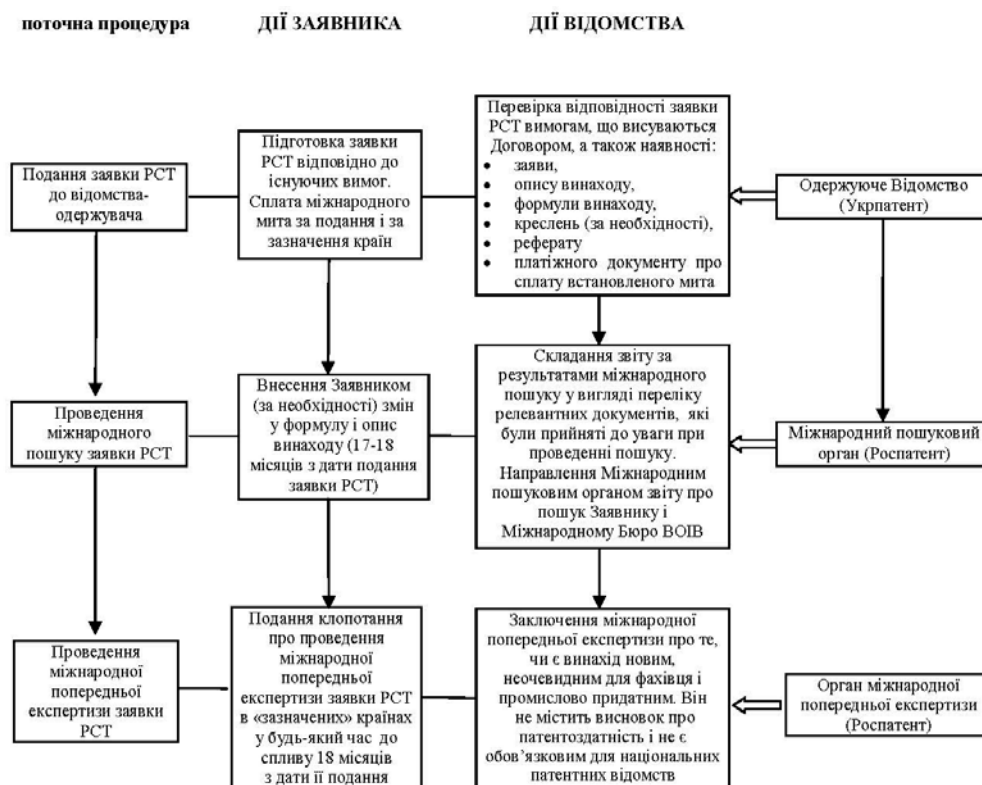 поточна процедура
ДІЇ ЗАЯВНИКА
ДІЇ ВІДОМСТВА
Подання заявки РСТ
до відомства-
одержувача
Підготовка заявки
РСТ відповідно до
існуючих вимог.
Сплата міжнародного
мита за подання і за
зазначення країн
Перевірка відповідності заявки
РСТ вимогам, що висуваються
Договором, а також наявності:
• заяви,
• опису винаходу,
• формули винаходу,
• креслень (за необхідності),
• реферату
• платіжного документу про
сплату встановленого мита
Одержуюче Відомство
(Укрпатент)
Проведення
міжнародного
пошуку заявки РСТ
Внесення Заявником
(за необхідності) змін
у формулу і опис
винаходу (17-18
місяців з дати подання
заявки РСТ)
Складання звіту за
результатами міжнародного
пошуку у вигляді переліку
релевантних документів, які
були прийняті до уваги при
проведенні пошуку.
Направлення Міжнародним
пошуковим органом звіту про
пошук Заявнику і
Міжнародному Бюро ВОІВ
Міжнародний пошуковий
орган (Роспатент)
Проведення
міжнародної
попередньої
експертизи заявки
РСТ
Подання клопотання
про проведення
міжнародної
попередньої
експертизи заявки РСТ
в «зазначених» країнах
у будь-який час до
спливу 18 місяців
з дати її подання
Заключення міжнародної
попередньої експертизи про те,
чи є винахід новим,
неочевидним для фахівця і
промислово придатним. Він
не містить висновок про
патентоздатність і не є
обов’язковим для національних
патентних відомств
Орган міжнародної
попередньої експертизи
(Роспатент)